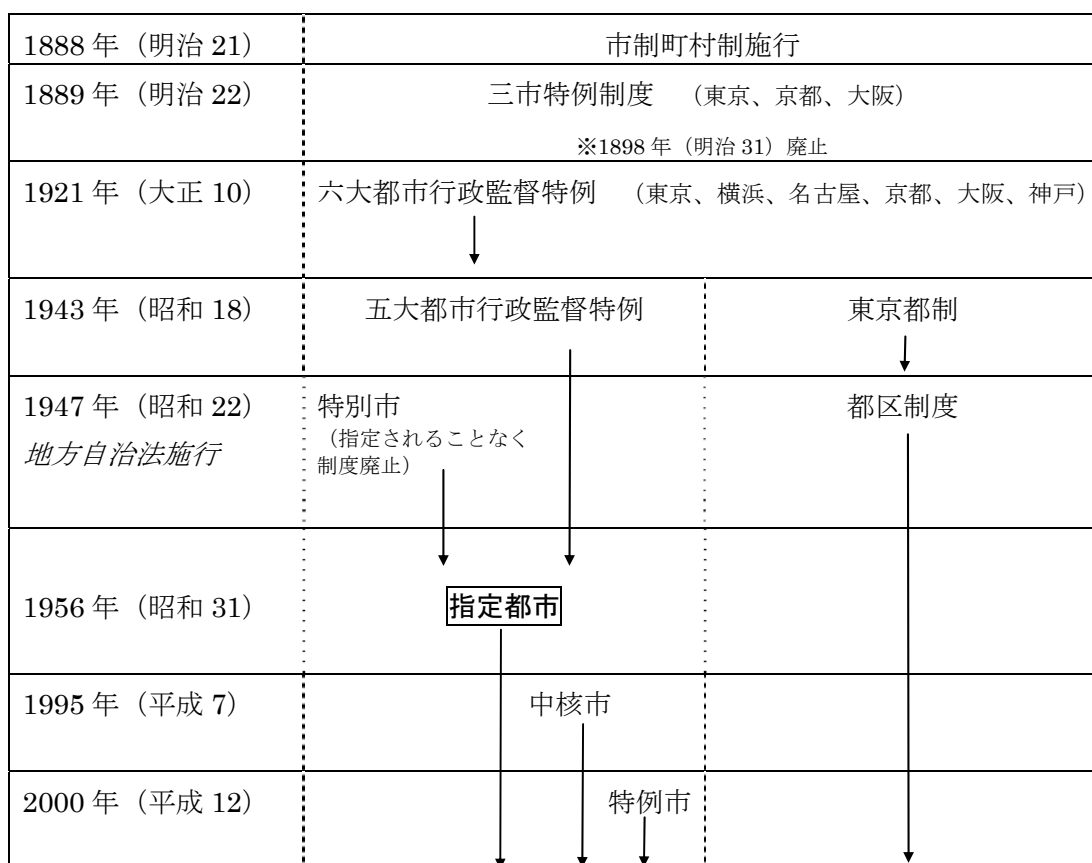 1888 年（明治 21） 市制町村制施行
1889 年（明治 22） 三市特例制度 （東京、京都、大阪）
※1898 年（明治 31）廃止
1921 年（大正 10） 六大都市行政監督特例 （東京、横浜、名古屋、京都、大阪、神戸）
1943 年（昭和 18） 五大都市行政監督特例 東京都制
1947 年（昭和 22） 特別市 都区制度
地方自治法施行 （指定されることなく
制度廃止）
1956 年（昭和 31） 指定都市
1995 年（平成 7） 中核市
2000 年（平成 12） 特例市